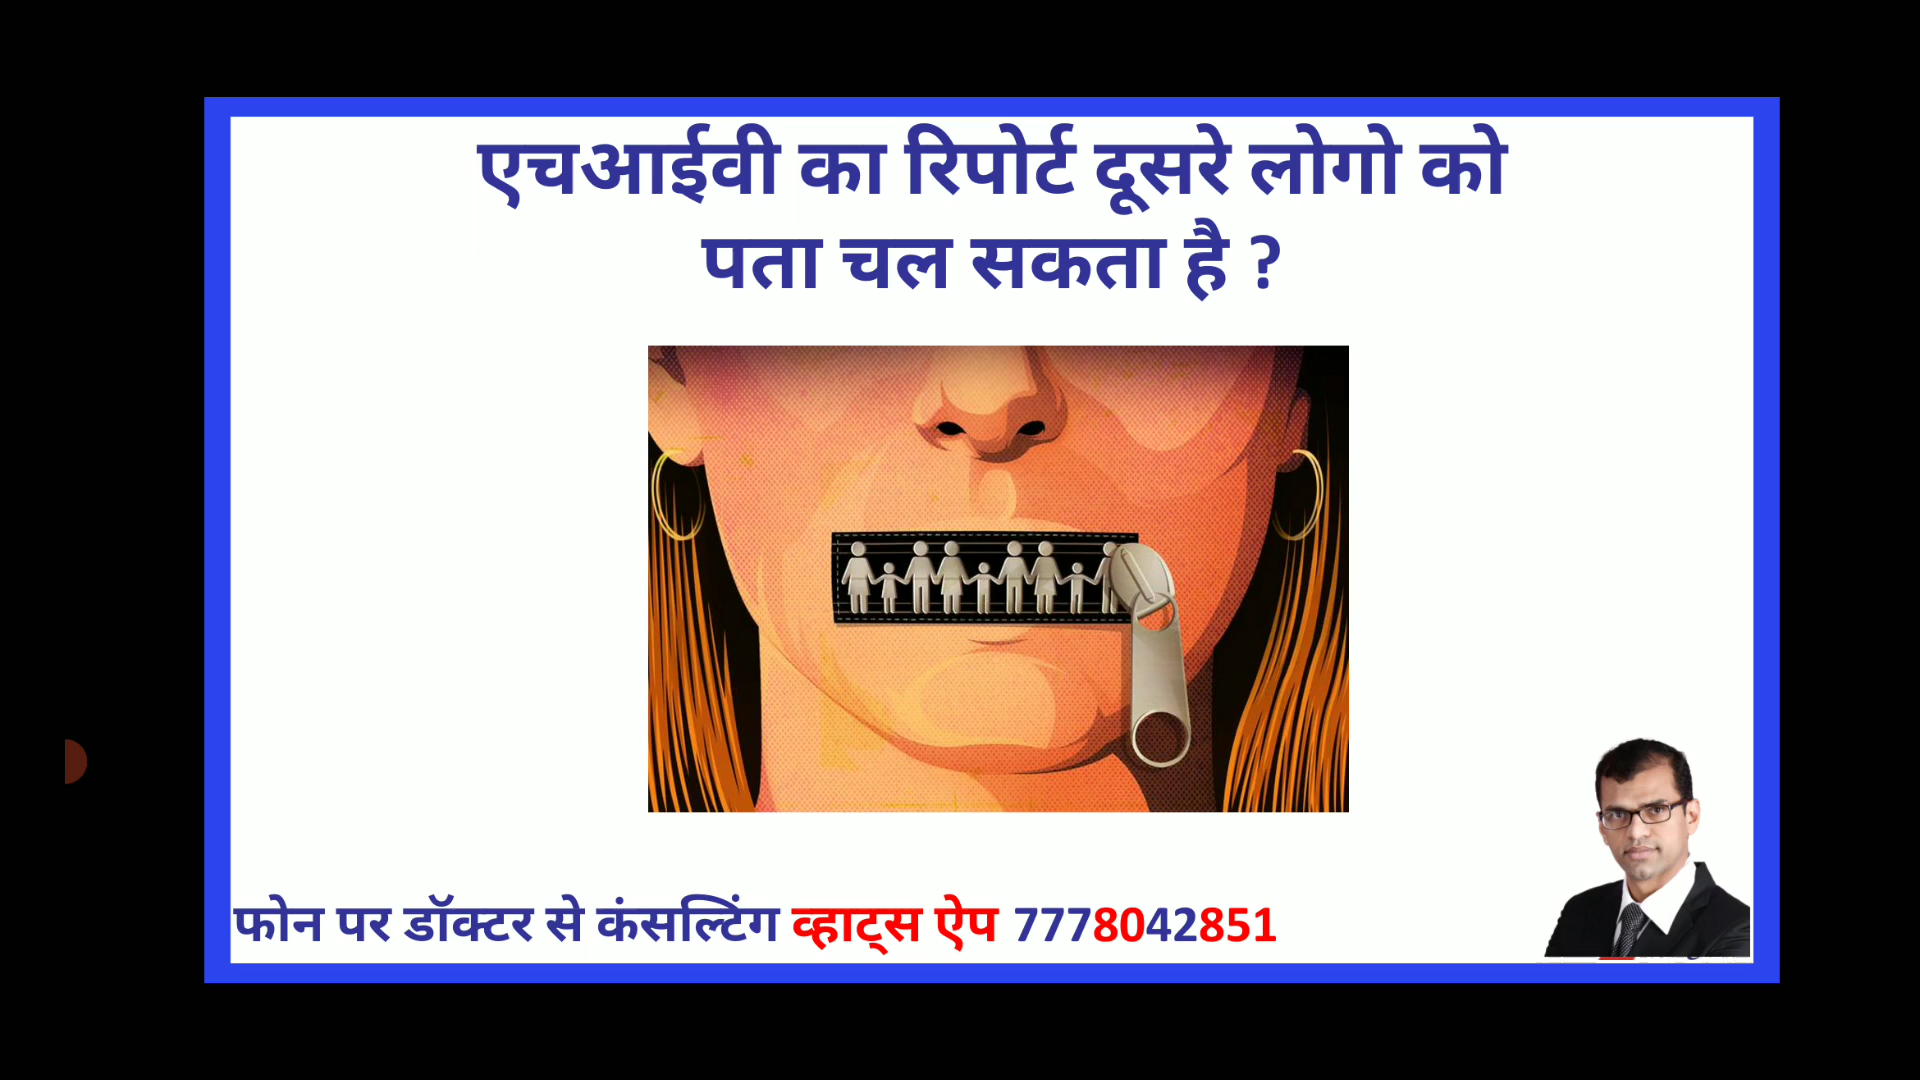 एचआईवी का रिपोर्ट दूसरे लोगो को
पता चल सकता है ?
फोन पर डॉक्टर से कंसल्टिंग व्हाट्स ऐप 7778042851